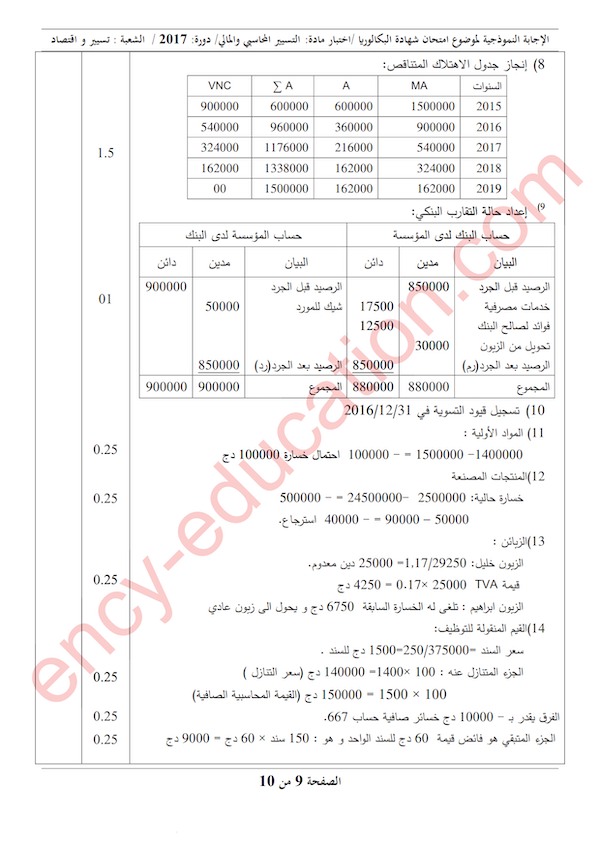 الإجابة النموذجية لموضوع امتحان شهادة البكالوريا /اختبار مادة: التسيير المحاسبي والمالي/ دورة: 2017 / الشعبة : تسيير و اقتصاد
8) إنجاز جدول الاهتلاك المتناقص:
السنوات MA A ∑ A VNC
2015 1500000 600000 600000 900000
2016 900000 360000 960000 540000
2017 540000 216000 1176000 324000
2018 324000 162000 1338000 162000
2019 162000 162000 1500000 00
1.5
9) إعداد حالة التقارب البنكي:
حساب البنك لدى المؤسسة حساب المؤسسة لدى البنك
البيان مدين دائن البيان مدين دائن
الرصيد قبل الجرد 850000 الرصيد قبل الجرد 900000
خدمات مصرفية 17500 شيك للمورد 50000
فوائد لصالح البنك 12500
تحويل من الزبون 30000
الرصيد بعد الجرد(رم) 850000 الرصيد بعد الجرد(رد) 850000
المجموع 880000 880000 المجموع 900000 900000
01
10) تسجيل قيود التسوية في 2016/12/31
11) المواد الأولية :
1400000– 1500000 = – 100000 احتمال خسارة 100000 دج
0.25
12)المنتجات المصنعة
خسارة حالية: 2500000 –24500000 = – 500000
0.25
50000 – 90000 = – 40000 استرجاع.
13)الزبائن :
الزبون خليل: 1.17/29250= 25000 دين معدوم.
قيمة TVA 25000 ×0.17 = 4250 دج
0.25
الزبون ابراهيم : تلغى له الخسارة السابقة 6750 دج و يحول الى زبون عادي
14)القيم المنقولة للتوظيف:
سعر السند =250/375000=1500 دج للسند .
الجزء المتنازل عنه : 100 ×1400= 140000 دج (سعر التنازل )
0.25
100 × 1500 = 150000 دج (القيمة المحاسبية الصافية)
الفرق يقدر بـ – 10000 دج خسائر صافية حساب 667.
0.25
الجزء المتبقي هو فائض قيمة 60 دج للسند الواحد و هو : 150 سند × 60 دج = 9000 دج
0.25
الصفحة 9 من 10
ency-education.com